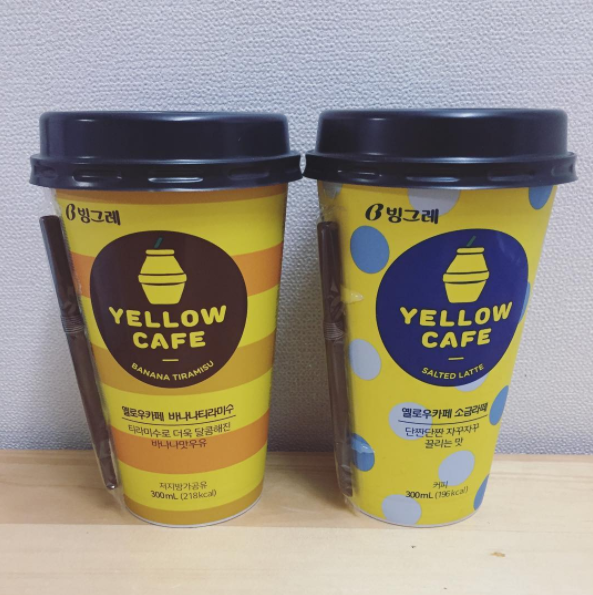 빙그레
YELLOW
CAFE
BANANA TIRAMISU
옐로우카페 바나나티라미수
티라미수로 더욱 달콤해진
바나나맛우유
저지방가공유
300mL (218kcal)
빙그레
YELLOW
CAFE
SALTED LATTE
옐로우카페 소금라떼
단짠단짠 자꾸자꾸
끌리는 맛
커피
300mL (196kcal)